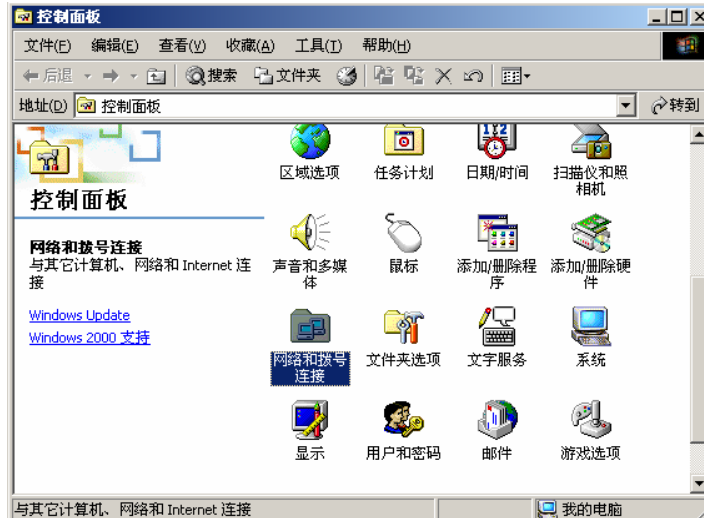 控制面板
文件(F) 编辑(E) 查看(V) 收藏(A) 工具(T) 帮助(H)
后退 搜索 文件夹
地址(D) 控制面板 转到
控制面板
网络和拨号连接
与其它计算机、网络和 Internet 连
接
Windows Update
Windows 2000 支持
区域选项 任务计划 日期/时间 扫描仪和照
相机
声音和多媒 鼠标 添加/删除程 添加/删除硬
体 序 件
网络和拨号 文件夹选项 文字服务 系统
连接
显示 用户和密码 邮件 游戏选项
与其它计算机、网络和 Internet 连接 我的电脑